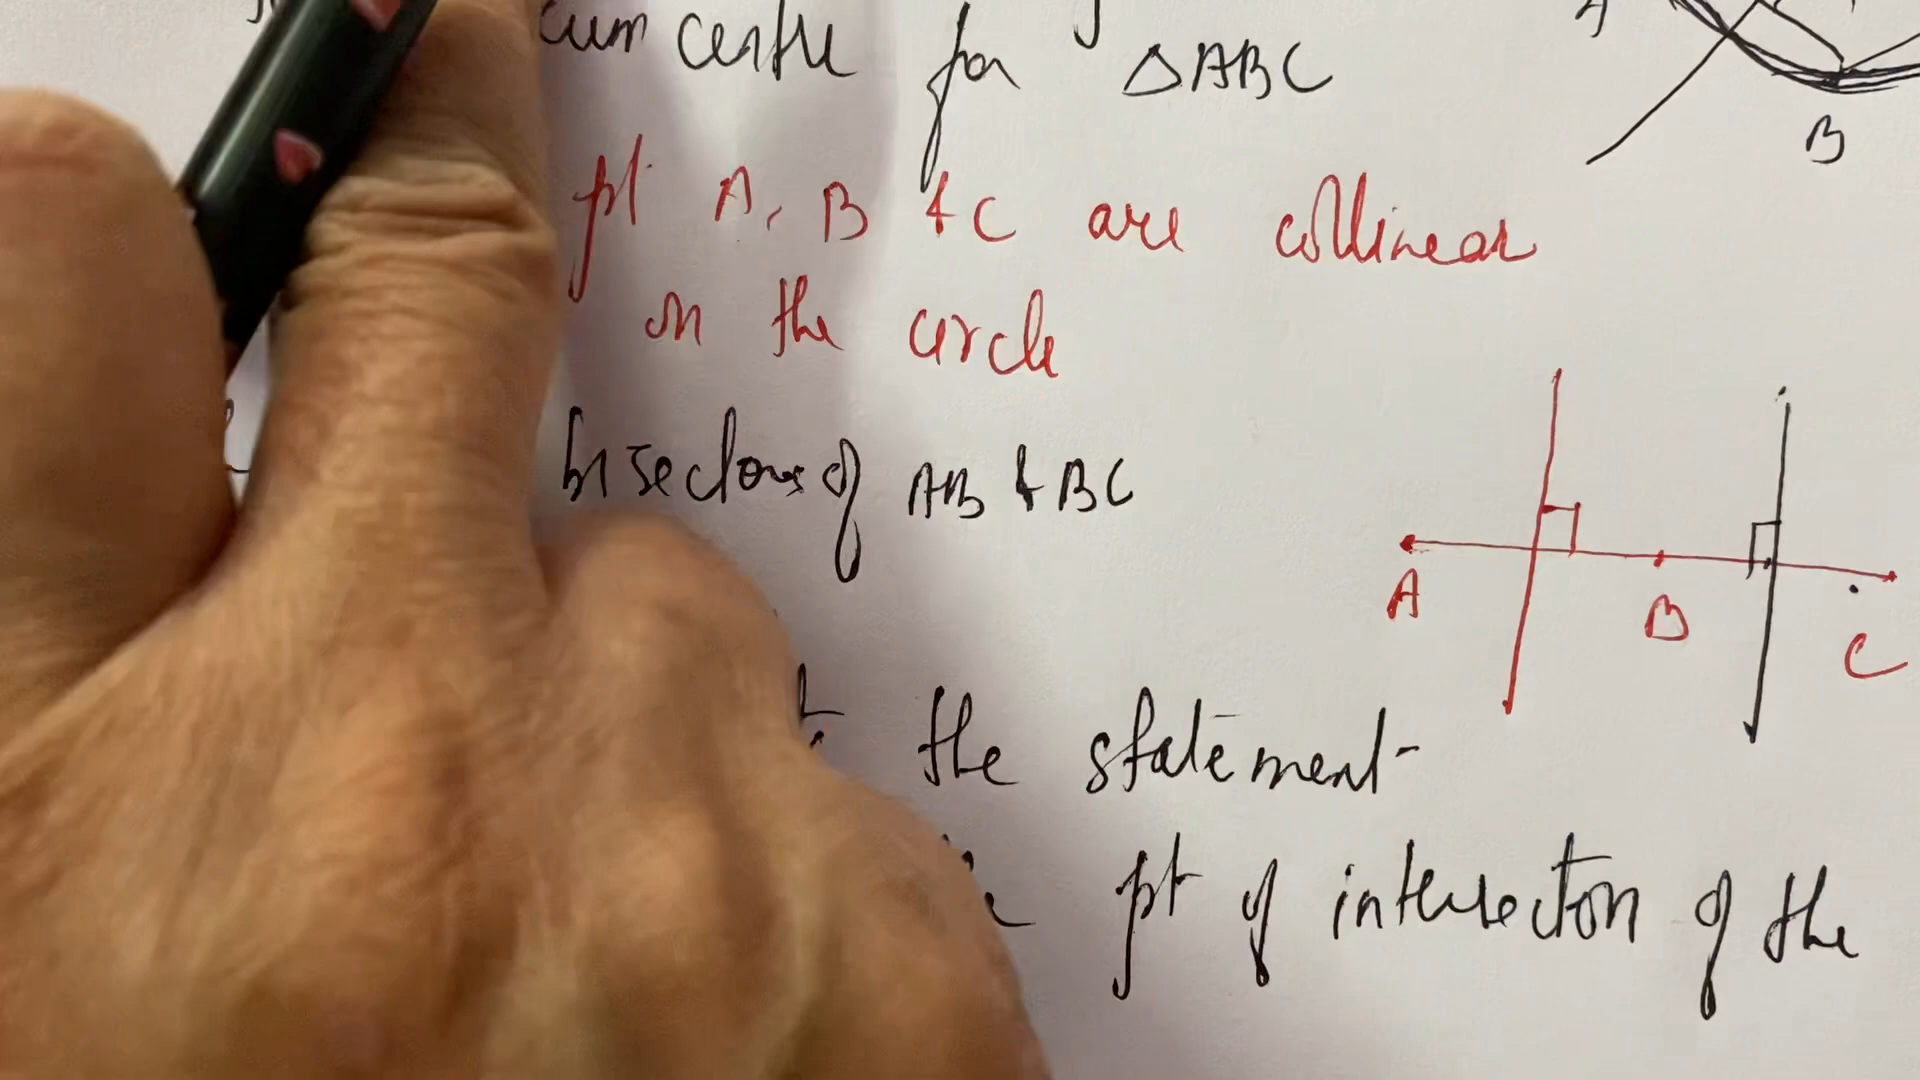 cum centre for △ABC
pt A, B & C are collinear
on the circle
bisectors of AB & BC
the statement
pt of intersection of the
A
B
A
B
C